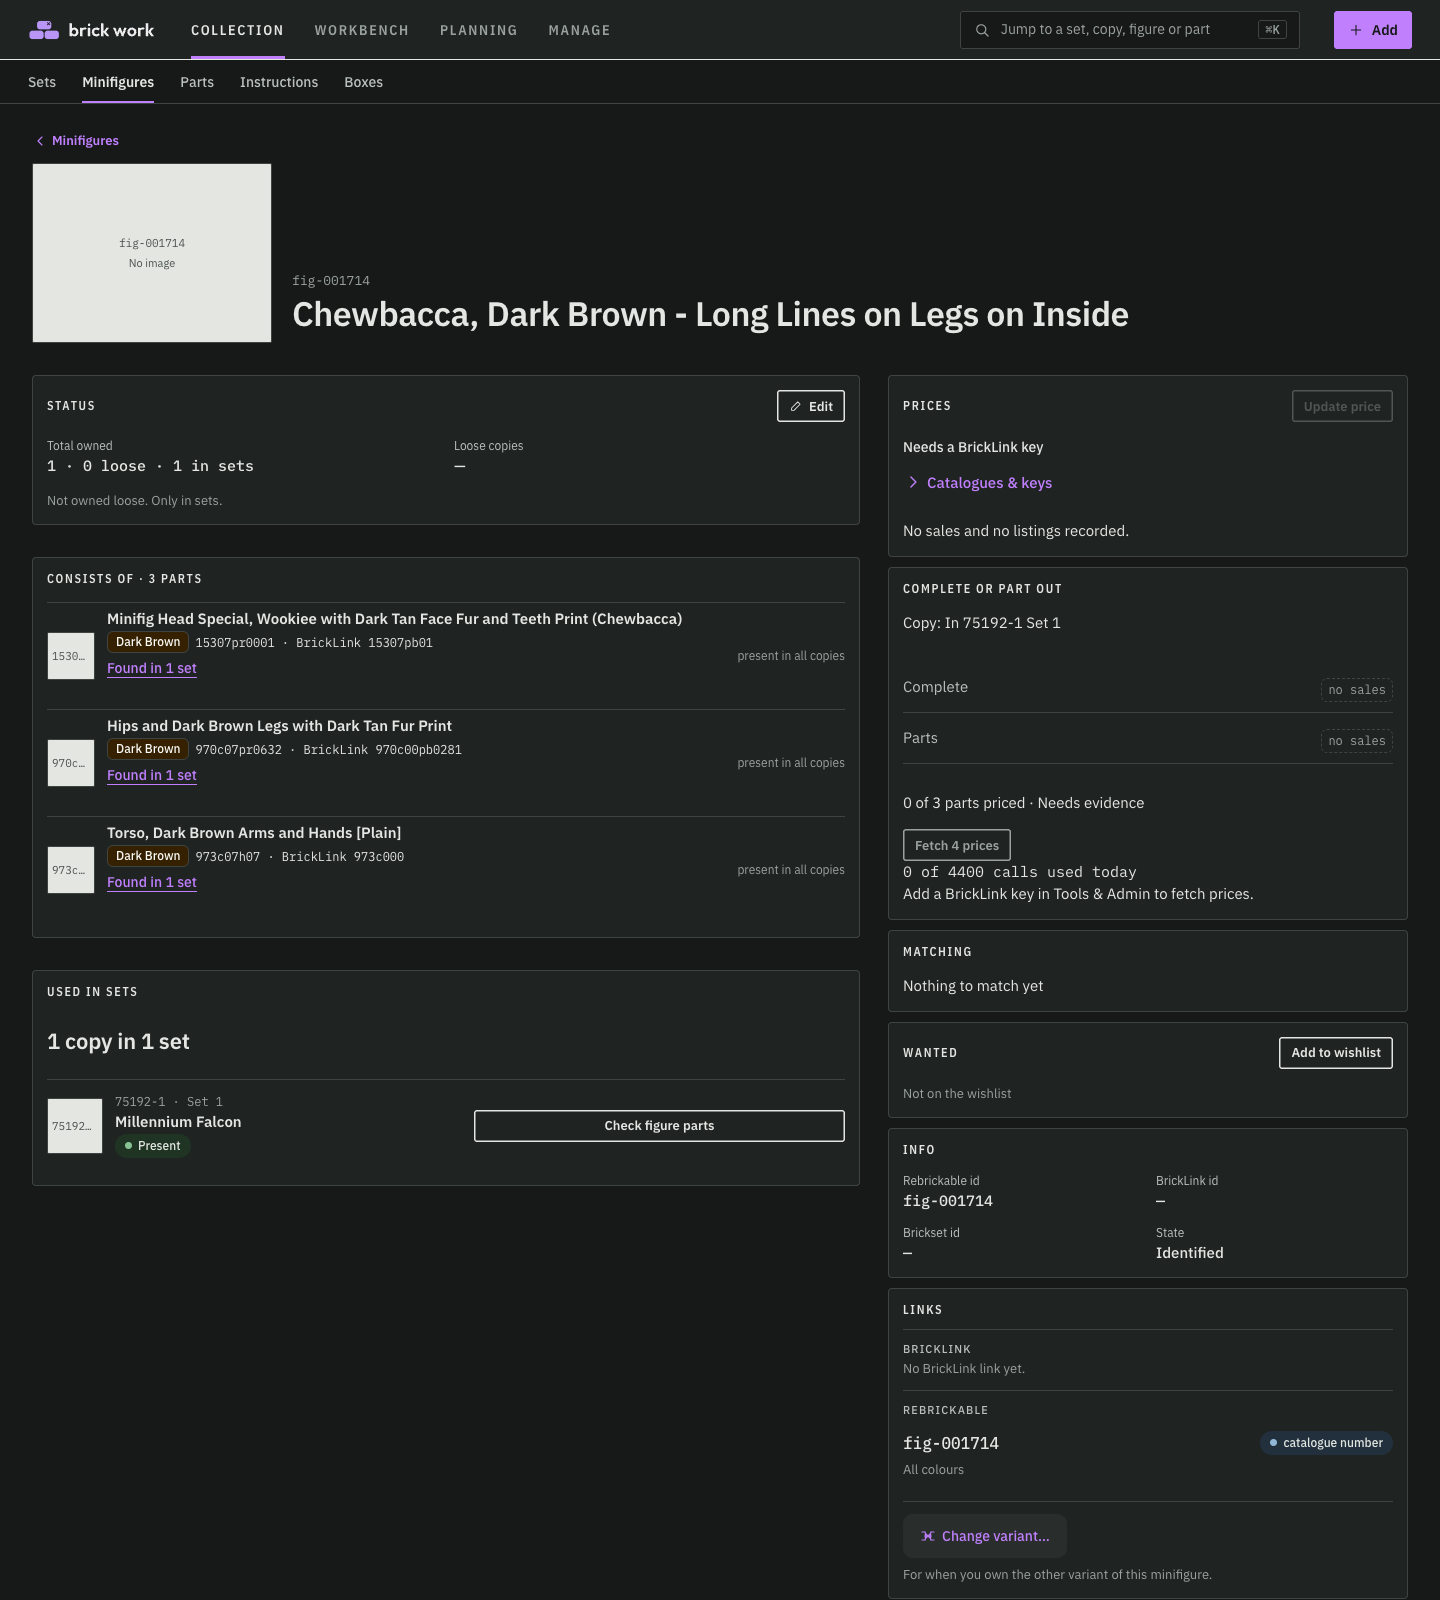 brick work
COLLECTION
WORKBENCH
PLANNING
MANAGE
Jump to a set, copy, figure or part
⌘K
+ Add
Sets
Minifigures
Parts
Instructions
Boxes
Minifigures
fig-001714
No image
fig-001714
Chewbacca, Dark Brown - Long Lines on Legs on Inside
STATUS
Edit
Total owned
1 · 0 loose · 1 in sets
Loose copies
—
Not owned loose. Only in sets.
CONSISTS OF · 3 PARTS
1530…
Minifig Head Special, Wookiee with Dark Tan Face Fur and Teeth Print (Chewbacca)
Dark Brown 15307pr0001 · BrickLink 15307pb01
Found in 1 set
present in all copies
970c…
Hips and Dark Brown Legs with Dark Tan Fur Print
Dark Brown 970c07pr0632 · BrickLink 970c00pb0281
Found in 1 set
present in all copies
973c…
Torso, Dark Brown Arms and Hands [Plain]
Dark Brown 973c07h07 · BrickLink 973c000
Found in 1 set
present in all copies
USED IN SETS
1 copy in 1 set
75192…
75192-1 · Set 1
Millennium Falcon
Present
Check figure parts
PRICES
Update price
Needs a BrickLink key
Catalogues & keys
No sales and no listings recorded.
COMPLETE OR PART OUT
Copy: In 75192-1 Set 1
Complete
no sales
Parts
no sales
0 of 3 parts priced · Needs evidence
Fetch 4 prices
0 of 4400 calls used today
Add a BrickLink key in Tools & Admin to fetch prices.
MATCHING
Nothing to match yet
WANTED
Add to wishlist
Not on the wishlist
INFO
Rebrickable id
fig-001714
BrickLink id
—
Brickset id
—
State
Identified
LINKS
BRICKLINK
No BrickLink link yet.
REBRICKABLE
fig-001714
catalogue number
All colours
Change variant…
For when you own the other variant of this minifigure.